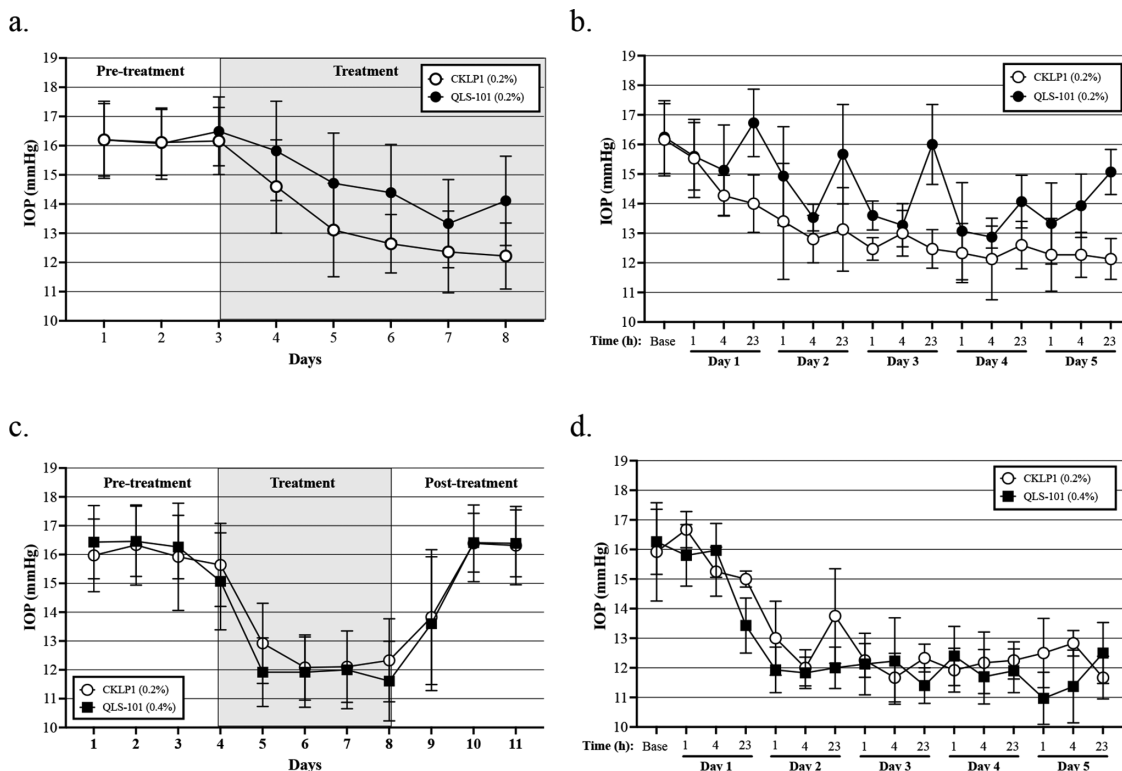 a.
19
18
17
16
15
14
13
12
11
10
IOP (mmHg)
Pre-treatment
Treatment
CKLP1 (0.2%)
QLS-101 (0.2%)
1 2 3 4 5 6 7 8
Days
b.
19
18
17
16
15
14
13
12
11
10
IOP (mmHg)
CKLP1 (0.2%)
QLS-101 (0.2%)
Time (h): Base 1 4 23 1 4 23 1 4 23 1 4 23 1 4 23
Day 1 Day 2 Day 3 Day 4 Day 5
c.
19
18
17
16
15
14
13
12
11
10
IOP (mmHg)
Pre-treatment
Treatment
Post-treatment
CKLP1 (0.2%)
QLS-101 (0.4%)
1 2 3 4 5 6 7 8 9 10 11
Days
d.
19
18
17
16
15
14
13
12
11
10
IOP (mmHg)
CKLP1 (0.2%)
QLS-101 (0.4%)
Time (h): Base 1 4 23 1 4 23 1 4 23 1 4 23 1 4 23
Day 1 Day 2 Day 3 Day 4 Day 5